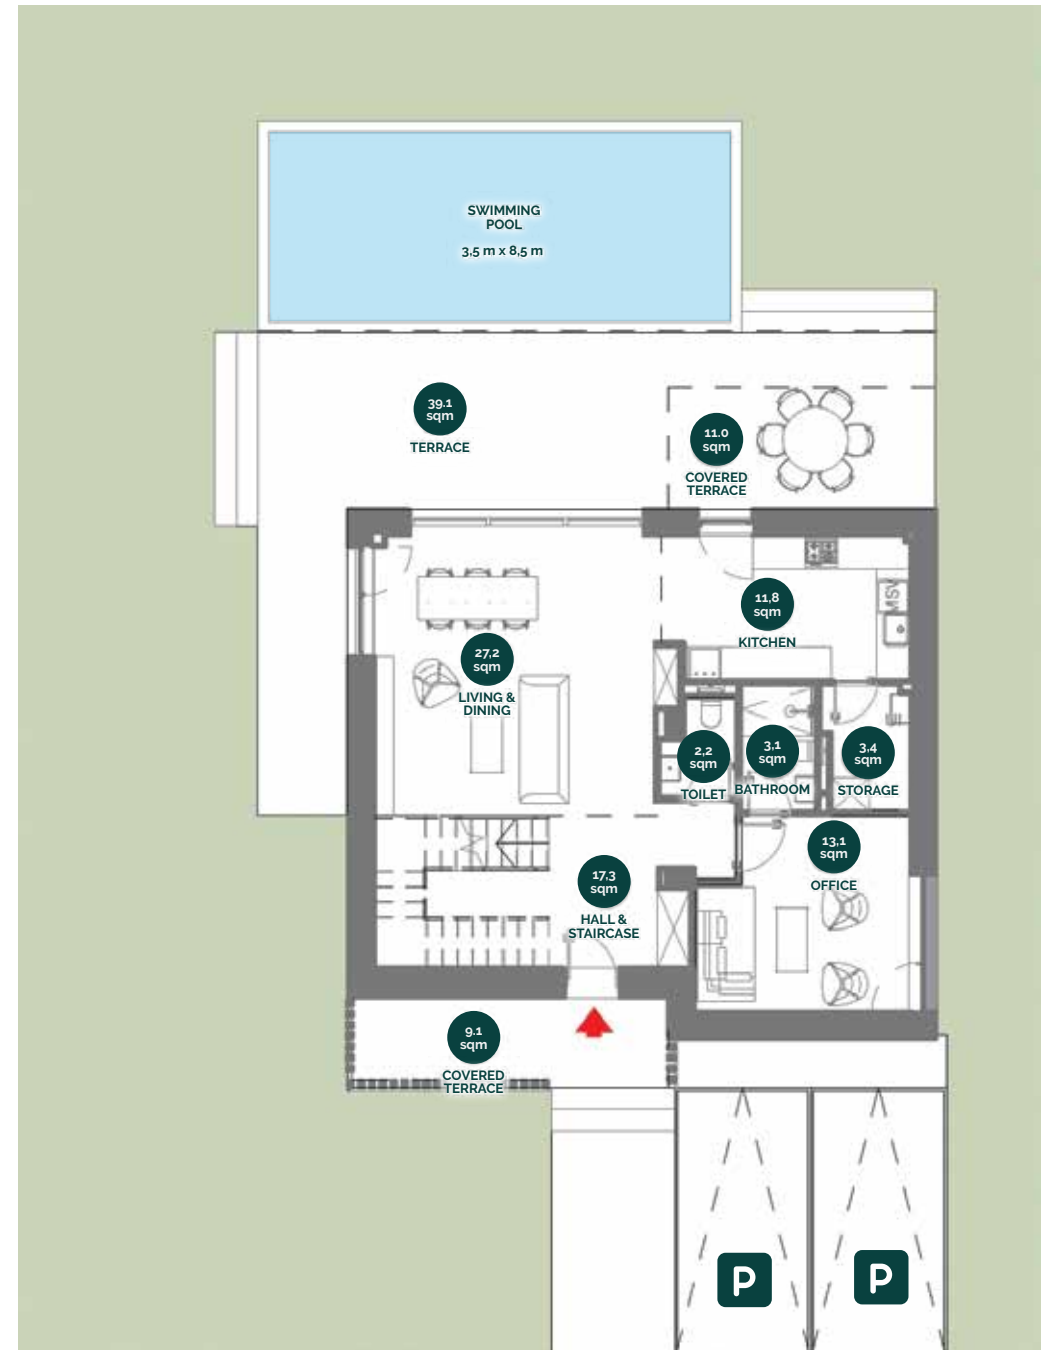 SWIMMING
POOL
3,5 m x 8,5 m
39.1
sqm
TERRACE
11.0
sqm
COVERED
TERRACE
11,8
sqm
KITCHEN
MSV
27,2
sqm
LIVING &
DINING
2,2
sqm
TOILET
3,1
sqm
BATHROOM
3,4
sqm
STORAGE
13,1
sqm
OFFICE
17,3
sqm
HALL &
STAIRCASE
9.1
sqm
COVERED
TERRACE
P
P